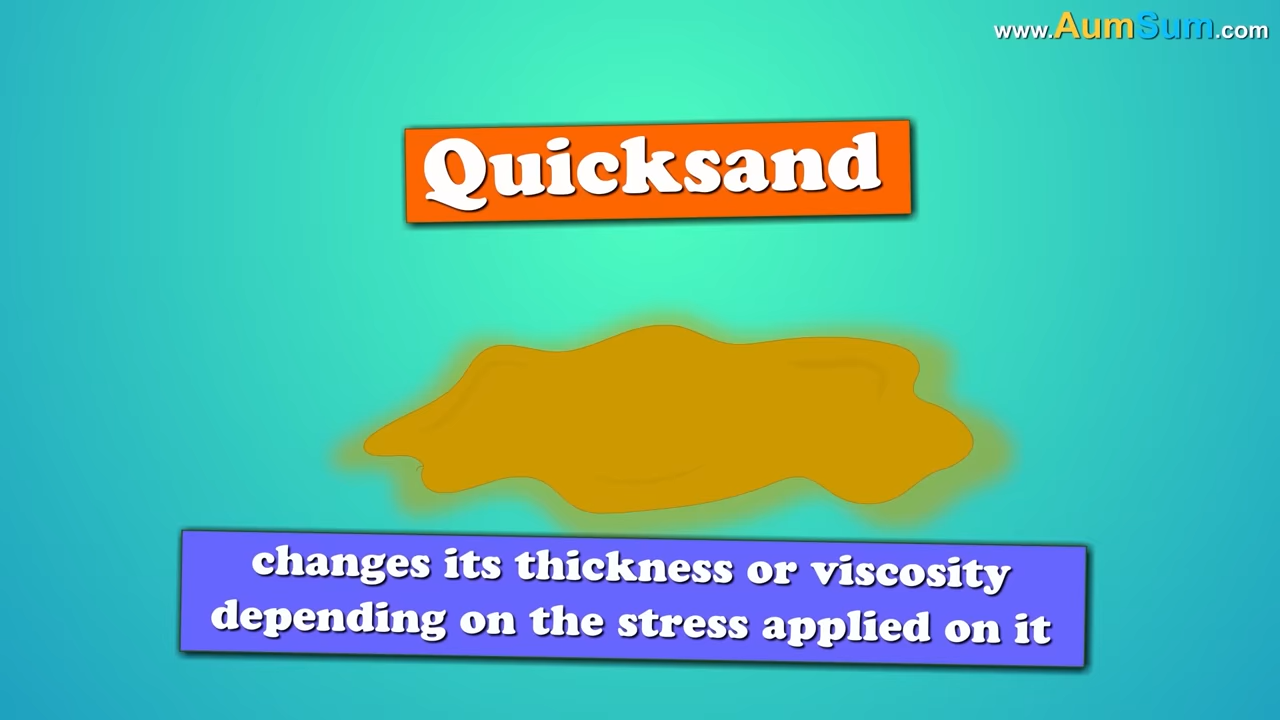 www.AumSum.com
Quicksand
changes its thickness or viscosity
depending on the stress applied on it